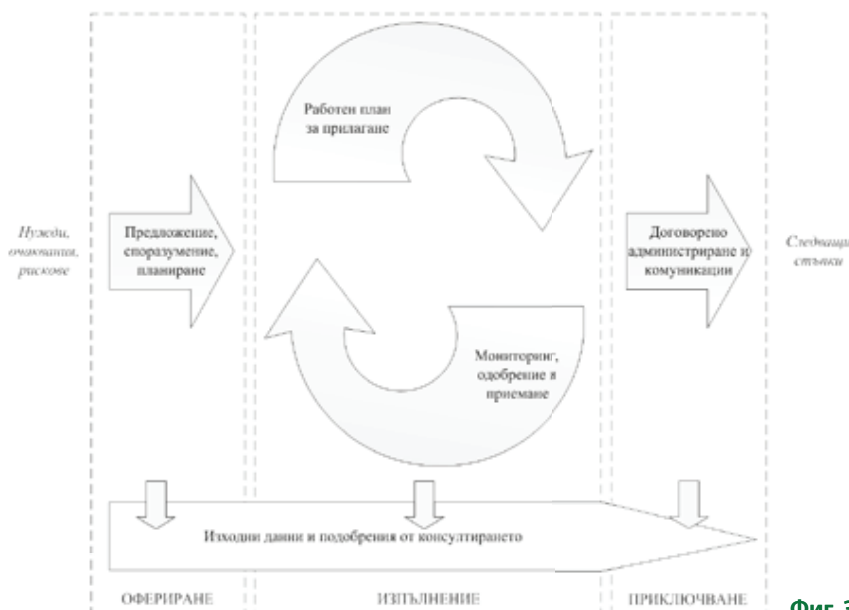 Работен план
за прилагане
Нужди,
очаквания,
рискове
Предложение,
споразумение,
планиране
Договорено
администриране и
комуникации
Следващи
стъпки
Мониторинг,
одобрение и
приемане
Изходни данни и подобрения от консултирането
ОФЕРИРАНЕ
ИЗПЪЛНЕНИЕ
ПРИКЛЮЧВАНЕ
Фиг.